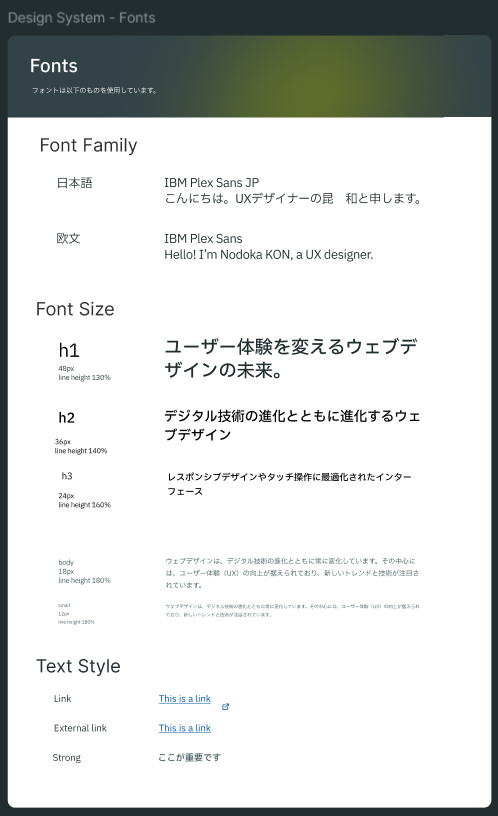 Design System - Fonts
Fonts
フォントは以下のものを使用しています。
Font Family
日本語
IBM Plex Sans JP
こんにちは。UXデザイナーの昆　和と申します。
欧文
IBM Plex Sans
Hello! I'm Nodoka KON, a UX designer.
Font Size
h1
48px
line height 130%
ユーザー体験を変えるウェブデ
ザインの未来。
h2
36px
line height 140%
デジタル技術の進化とともに進化するウェ
ブデザイン
h3
24px
line height 160%
レスポンシブデザインやタッチ操作に最適化されたインター
フェース
body
18px
line height 180%
ウェブデザインは、デジタル技術の進化とともに常に変化しています。その中心に
は、ユーザー体験（UX）の向上が据えられており、新しいトレンドと技術が注目さ
れています。
small
12px
line height 180%
ウェブデザインは、デジタル技術の進化とともに常に変化しています。その中心には、ユーザー体験（UX）の向上が据えられ
ており、新しいトレンドと技術が注目されています。
Text Style
Link
This is a link
External link
This is a link
Strong
ここが重要です